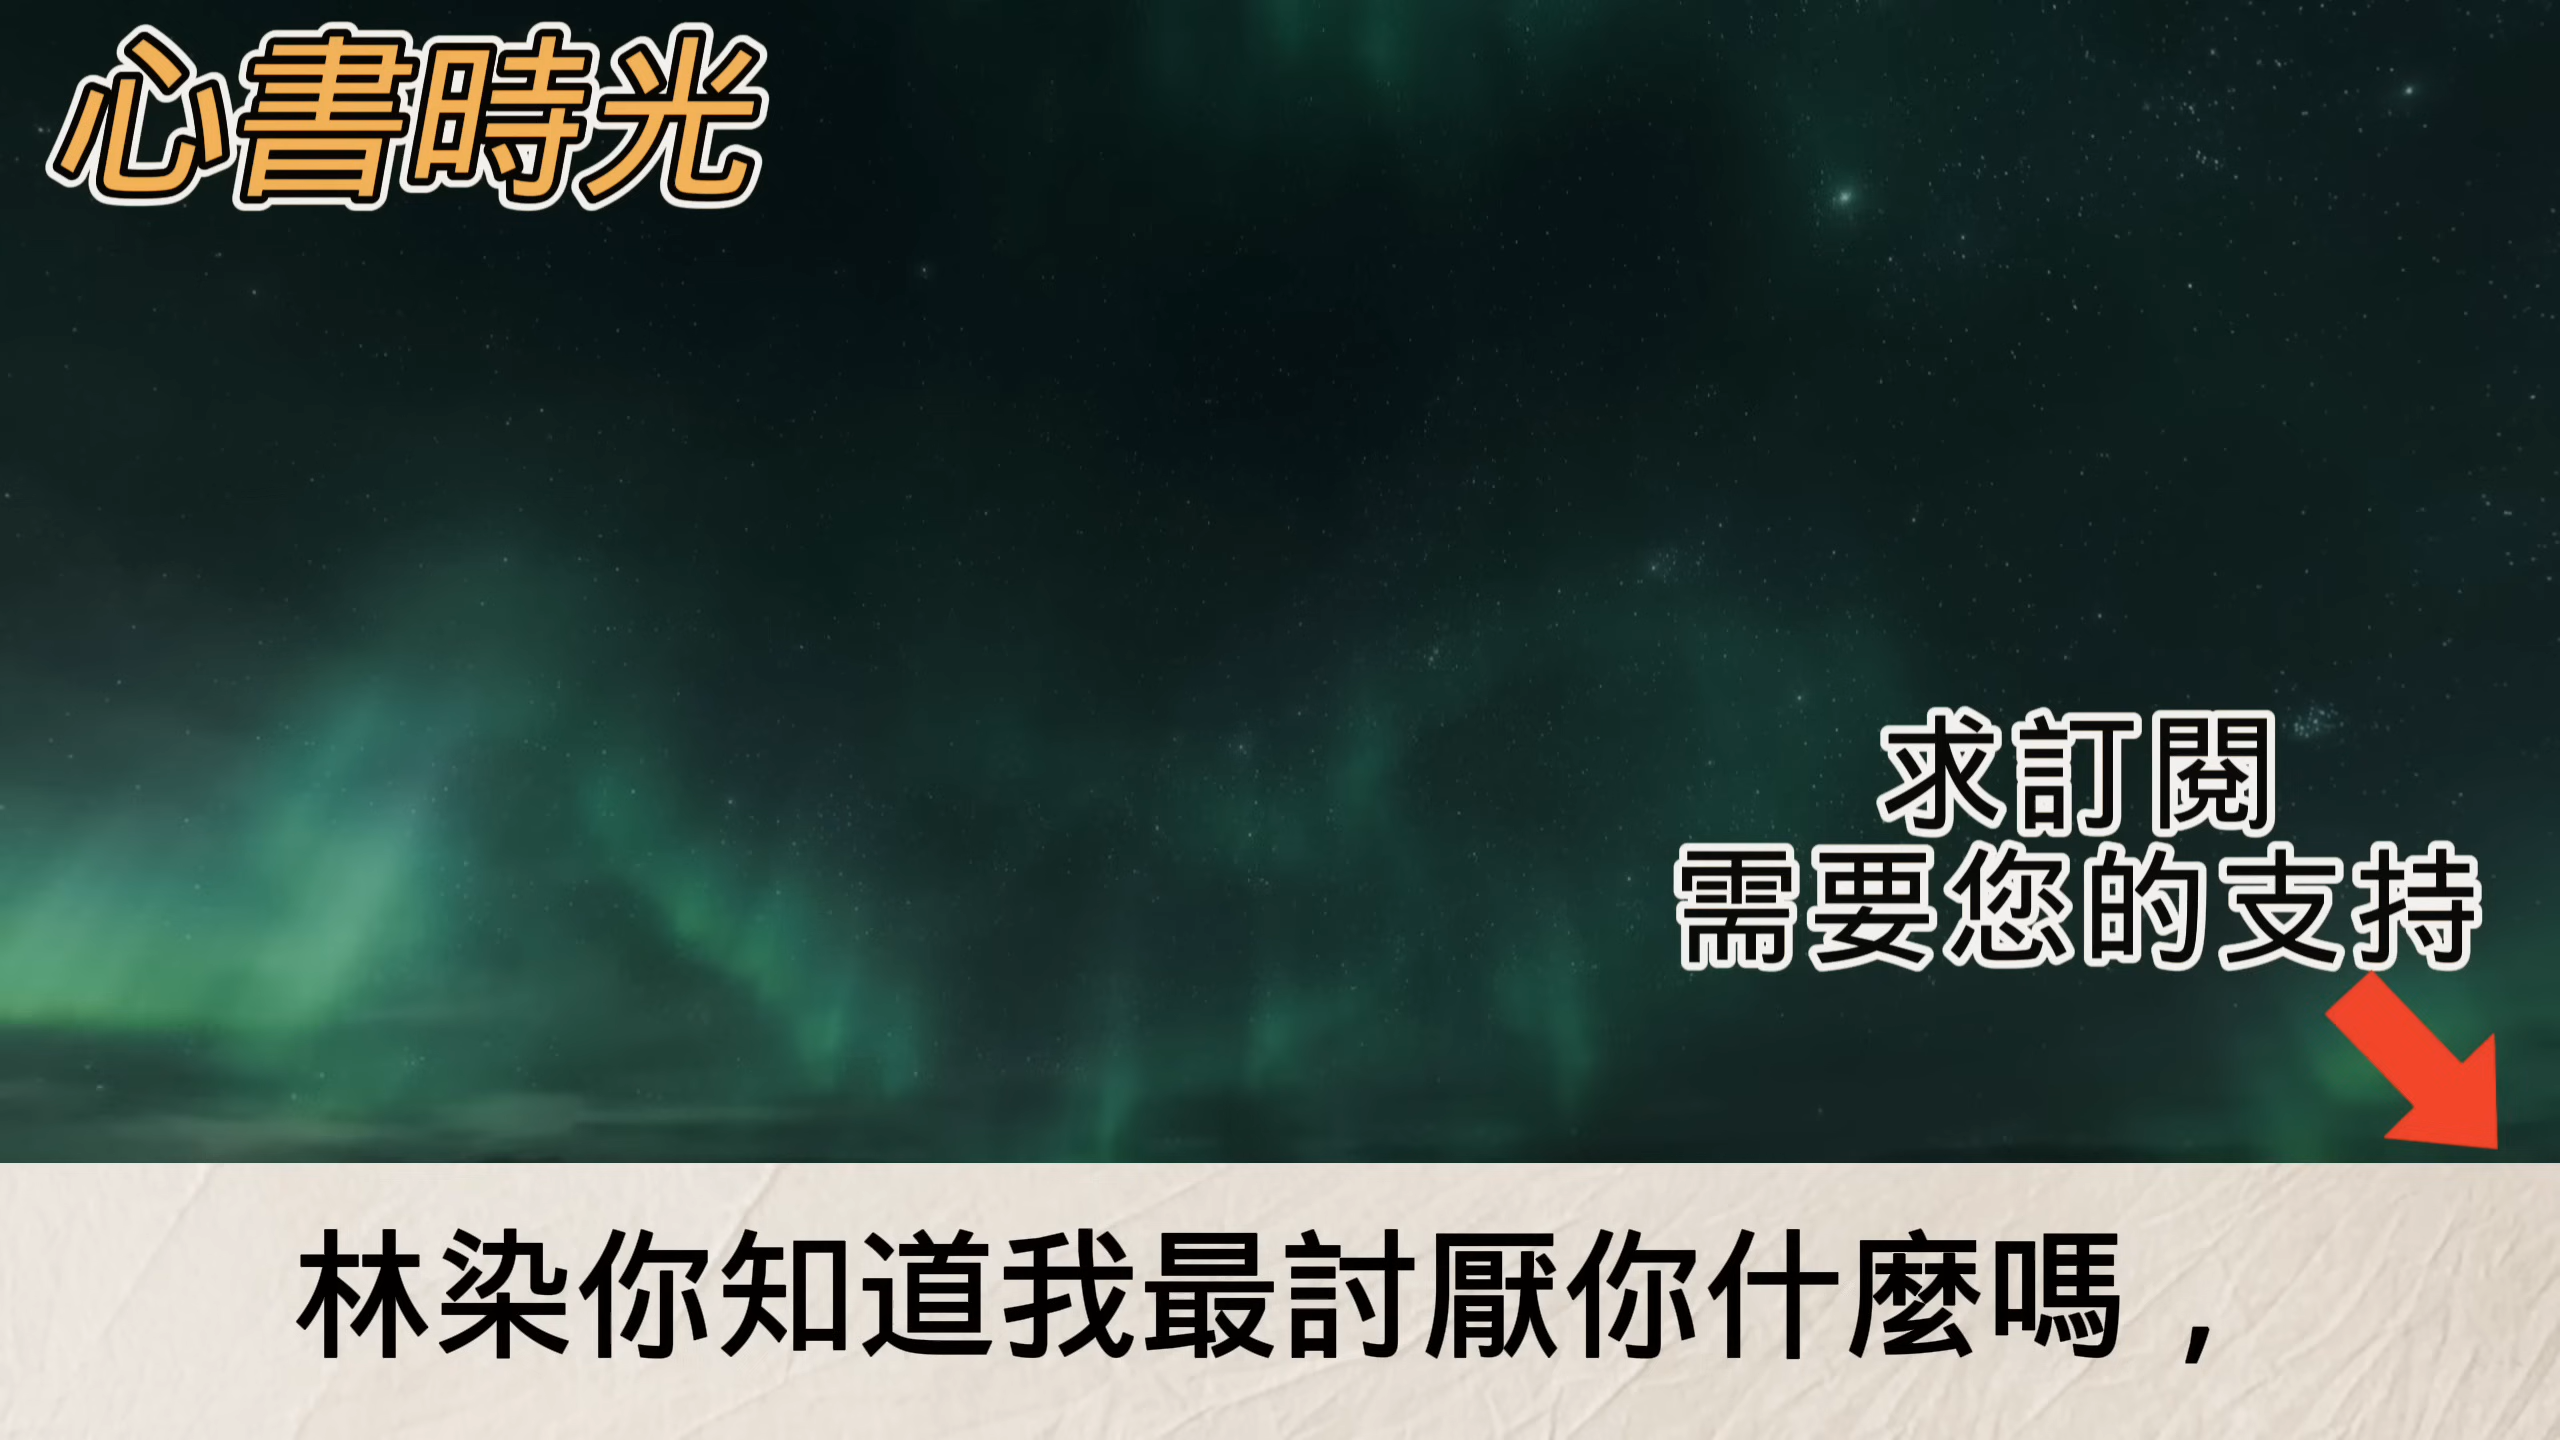 心書時光
求訂閱
需要您的支持
林染你知道我最討厭你什麼嗎，